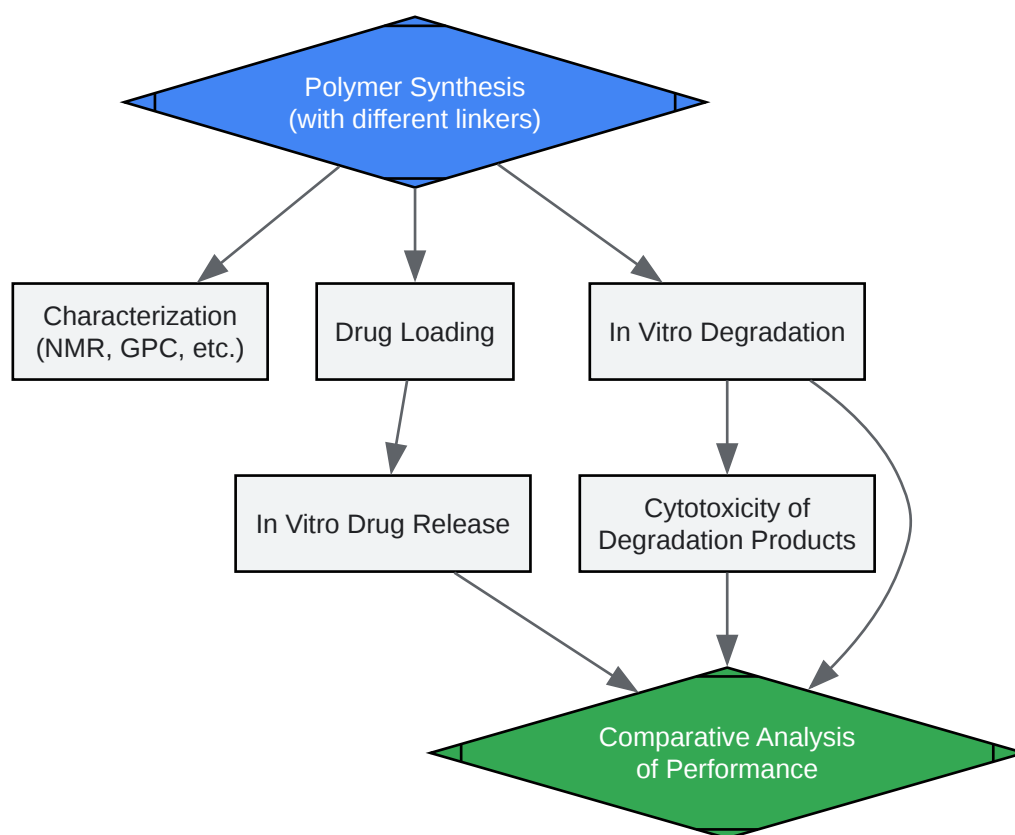 Polymer Synthesis
(with different linkers)
Characterization
(NMR, GPC, etc.)
Drug Loading
In Vitro Degradation
In Vitro Drug Release
Cytotoxicity of
Degradation Products
Comparative Analysis
of Performance